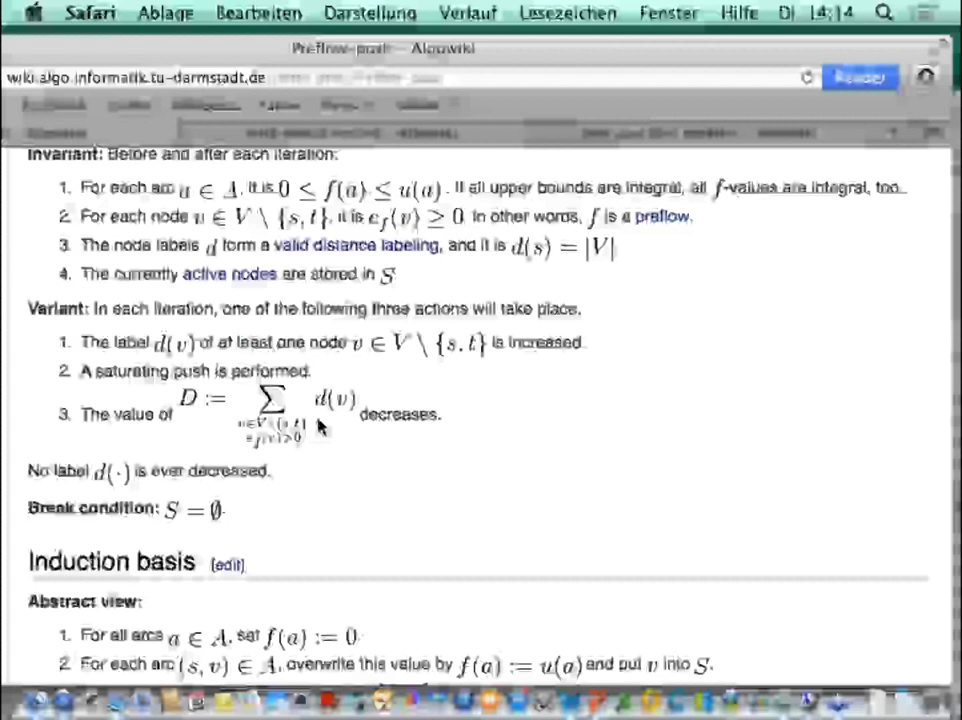 Safari Ablage Bearbeiten Darstellung Verlauf Lesezeichen Fenster Hilfe Di 14:14
Preflow-push – Algowiki
wiki.algo.informatik.tu-darmstadt.de Reader
Invariant: Before and after each iteration:
1. For each arc a ∈ A, it is 0 ≤ f(a) ≤ u(a). If all upper bounds are integral, all f-values are integral, too.
2. For each node v ∈ V \ {s, t}, it is e_f(v) ≥ 0. In other words, f is a preflow.
3. The node labels d form a valid distance labeling, and it is d(s) = |V|
4. The currently active nodes are stored in S
Variant: In each iteration, one of the following three actions will take place.
1. The label d(v) of at least one node v ∈ V \ {s, t} is increased.
2. A saturating push is performed.
3. The value of D := ∑ d(v) decreases.
v∈V\{s,t}
e_f(v)>0
No label d(·) is ever decreased.
Break condition: S = ∅.
Induction basis [edit]
Abstract view:
1. For all arcs a ∈ A, set f(a) := 0.
2. For each arc (s, v) ∈ A, overwrite this value by f(a) := u(a) and put v into S.